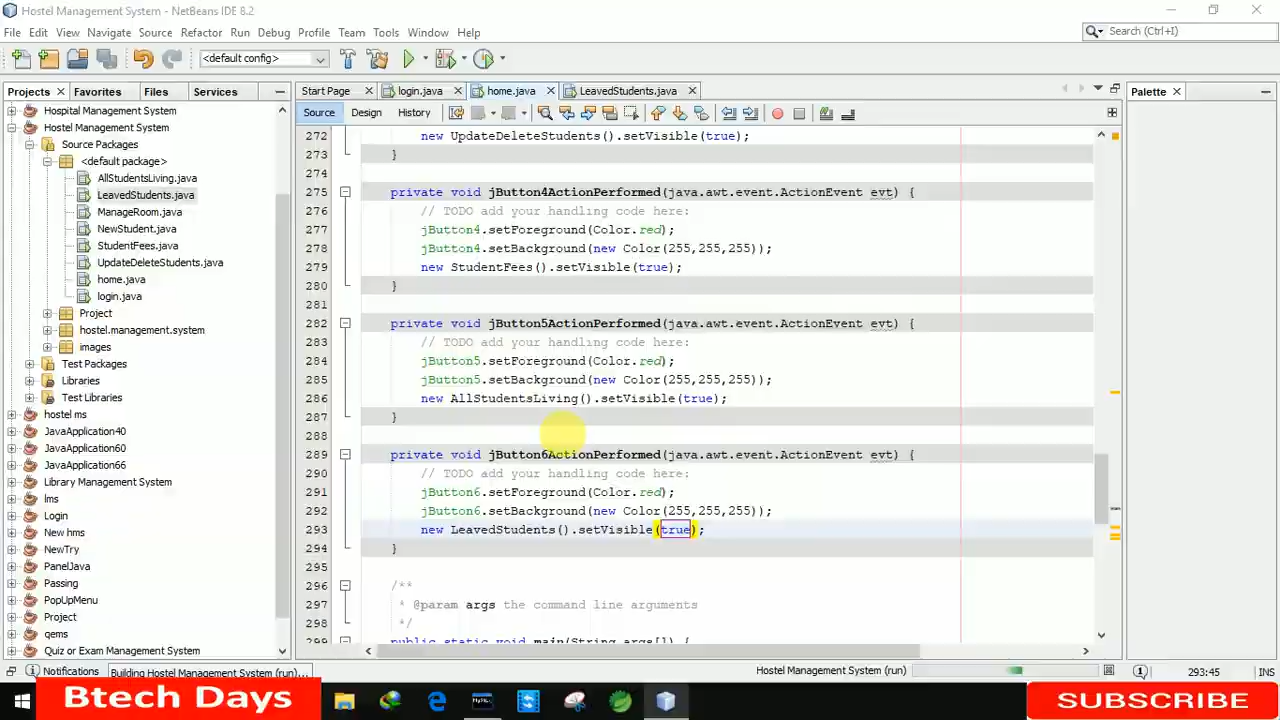 Hostel Management System - NetBeans IDE 8.2
File Edit View Navigate Source Refactor Run Debug Profile Team Tools Window Help
Search (Ctrl+I)
<default config>
Projects Favorites Files Services
Start Page login.java home.java LeavedStudents.java
Palette
Source Design History
Hospital Management System
Hostel Management System
Source Packages
<default package>
AllStudentsLiving.java
LeavedStudents.java
ManageRoom.java
NewStudent.java
StudentFees.java
UpdateDeleteStudents.java
home.java
login.java
Project
hostel.management.system
images
Test Packages
Libraries
Test Libraries
hostel ms
JavaApplication40
JavaApplication60
JavaApplication66
Library Management System
lms
Login
New hms
NewTry
PanelJava
Passing
PopUpMenu
Project
qems
Quiz or Exam Management System
272 new UpdateDeleteStudents().setVisible(true);
273 }
274
275 private void jButton4ActionPerformed(java.awt.event.ActionEvent evt) {
276 // TODO add your handling code here:
277 jButton4.setForeground(Color.red);
278 jButton4.setBackground(new Color(255,255,255));
279 new StudentFees().setVisible(true);
280 }
281
282 private void jButton5ActionPerformed(java.awt.event.ActionEvent evt) {
283 // TODO add your handling code here:
284 jButton5.setForeground(Color.red);
285 jButton5.setBackground(new Color(255,255,255));
286 new AllStudentsLiving().setVisible(true);
287 }
288
289 private void jButton6ActionPerformed(java.awt.event.ActionEvent evt) {
290 // TODO add your handling code here:
291 jButton6.setForeground(Color.red);
292 jButton6.setBackground(new Color(255,255,255));
293 new LeavedStudents().setVisible(true);
294 }
295
296 /**
297 * @param args the command line arguments
298 */
299 public static void main(String args[]) {
Notifications Building Hostel Management System (run)... Hostel Management System (run) 293:45 INS
Btech Days
SUBSCRIBE